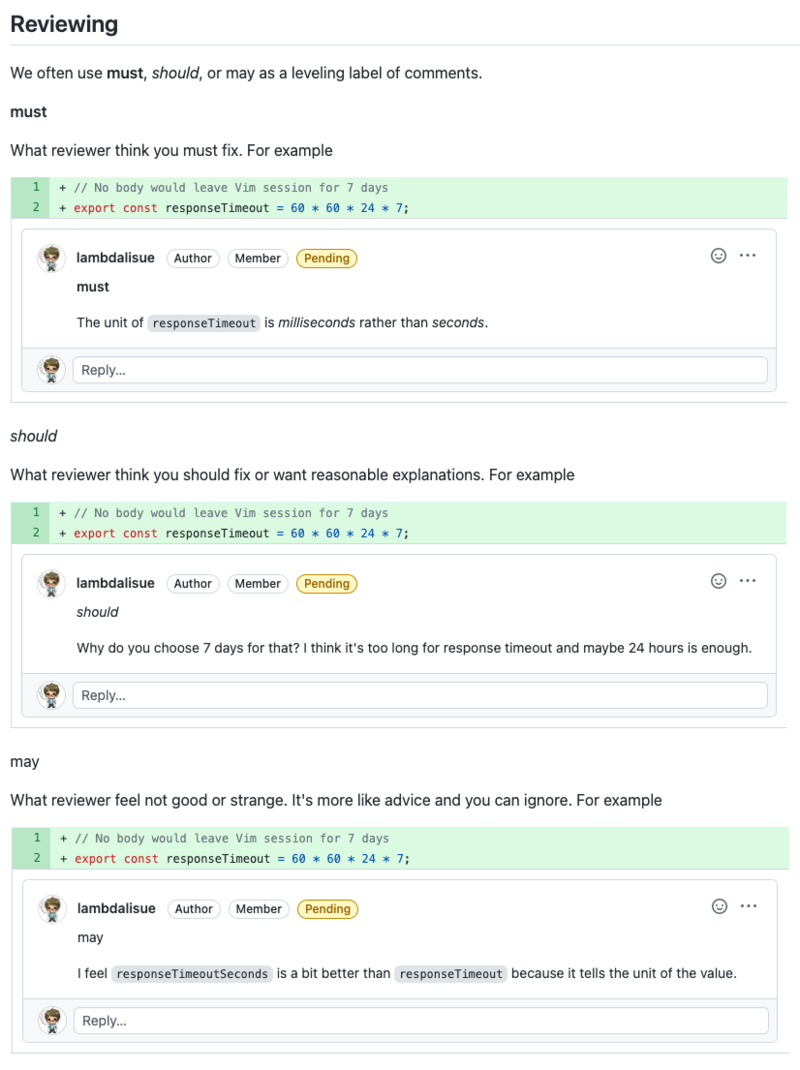 Reviewing
We often use must, should, or may as a leveling label of comments.
must
What reviewer think you must fix. For example
1 + // No body would leave Vim session for 7 days
2 + export const responseTimeout = 60 * 60 * 24 * 7;
lambdalisue Author Member Pending
must
The unit of responseTimeout is milliseconds rather than seconds.
Reply...
should
What reviewer think you should fix or want reasonable explanations. For example
1 + // No body would leave Vim session for 7 days
2 + export const responseTimeout = 60 * 60 * 24 * 7;
lambdalisue Author Member Pending
should
Why do you choose 7 days for that? I think it's too long for response timeout and maybe 24 hours is enough.
Reply...
may
What reviewer feel not good or strange. It's more like advice and you can ignore. For example
1 + // No body would leave Vim session for 7 days
2 + export const responseTimeout = 60 * 60 * 24 * 7;
lambdalisue Author Member Pending
may
I feel responseTimeoutSeconds is a bit better than responseTimeout because it tells the unit of the value.
Reply...